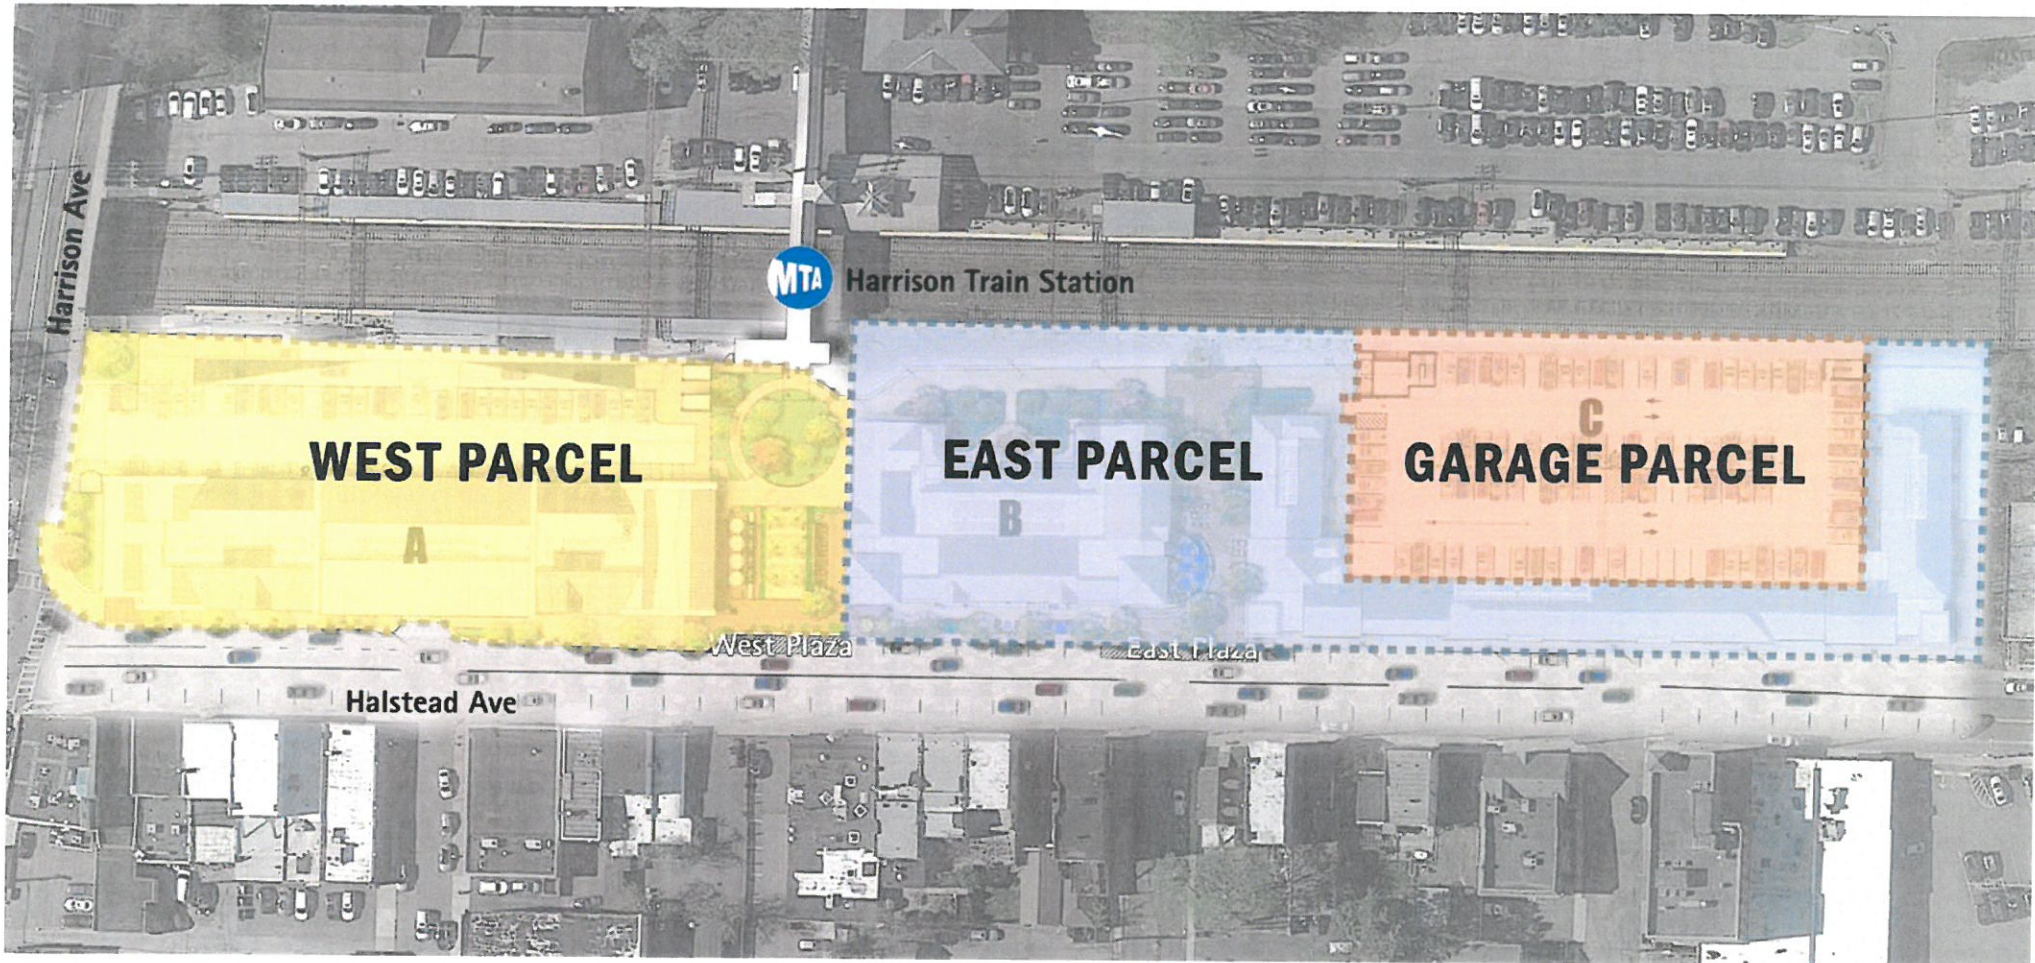 Harrison Ave
MTA
Harrison Train Station
WEST PARCEL
EAST PARCEL
C
GARAGE PARCEL
A
B
West Plaza
East Plaza
Halstead Ave